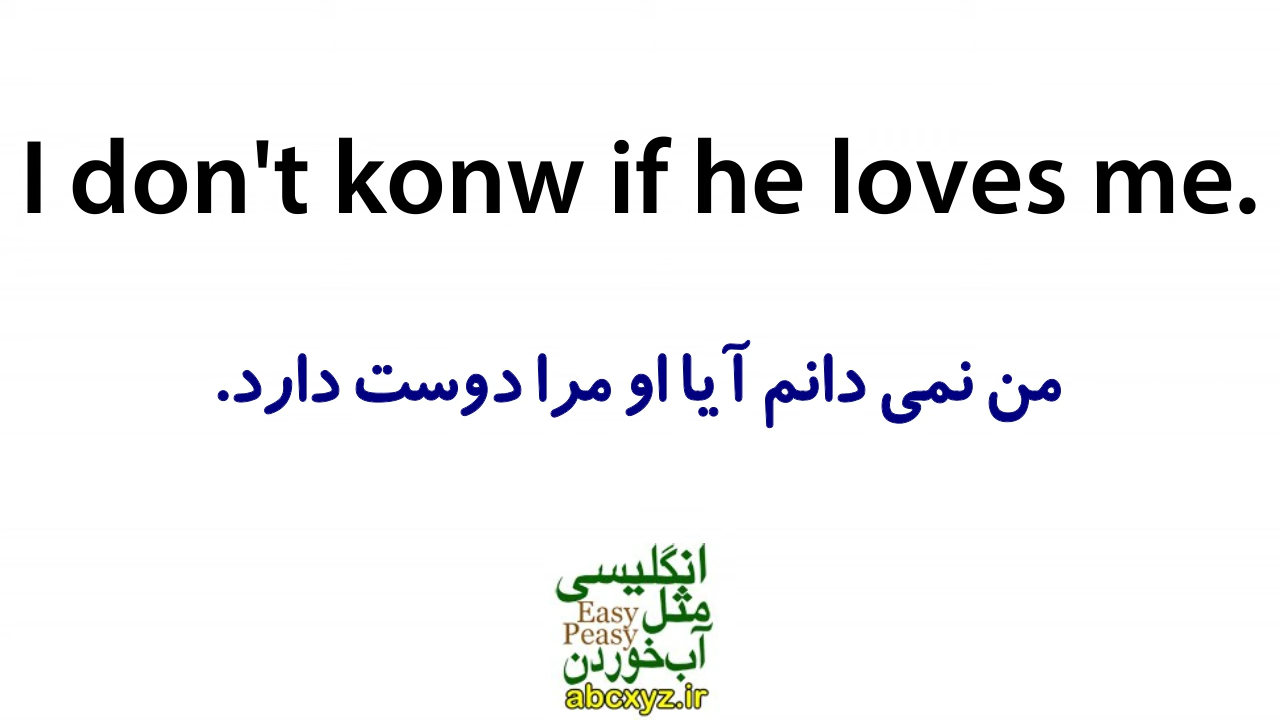 I don't konw if he loves me.
من نمی دانم آیا او مرا دوست دارد.
انگلیسی
مثل
Easy
Peasy
آب‌خوردن
abcxyz.ir